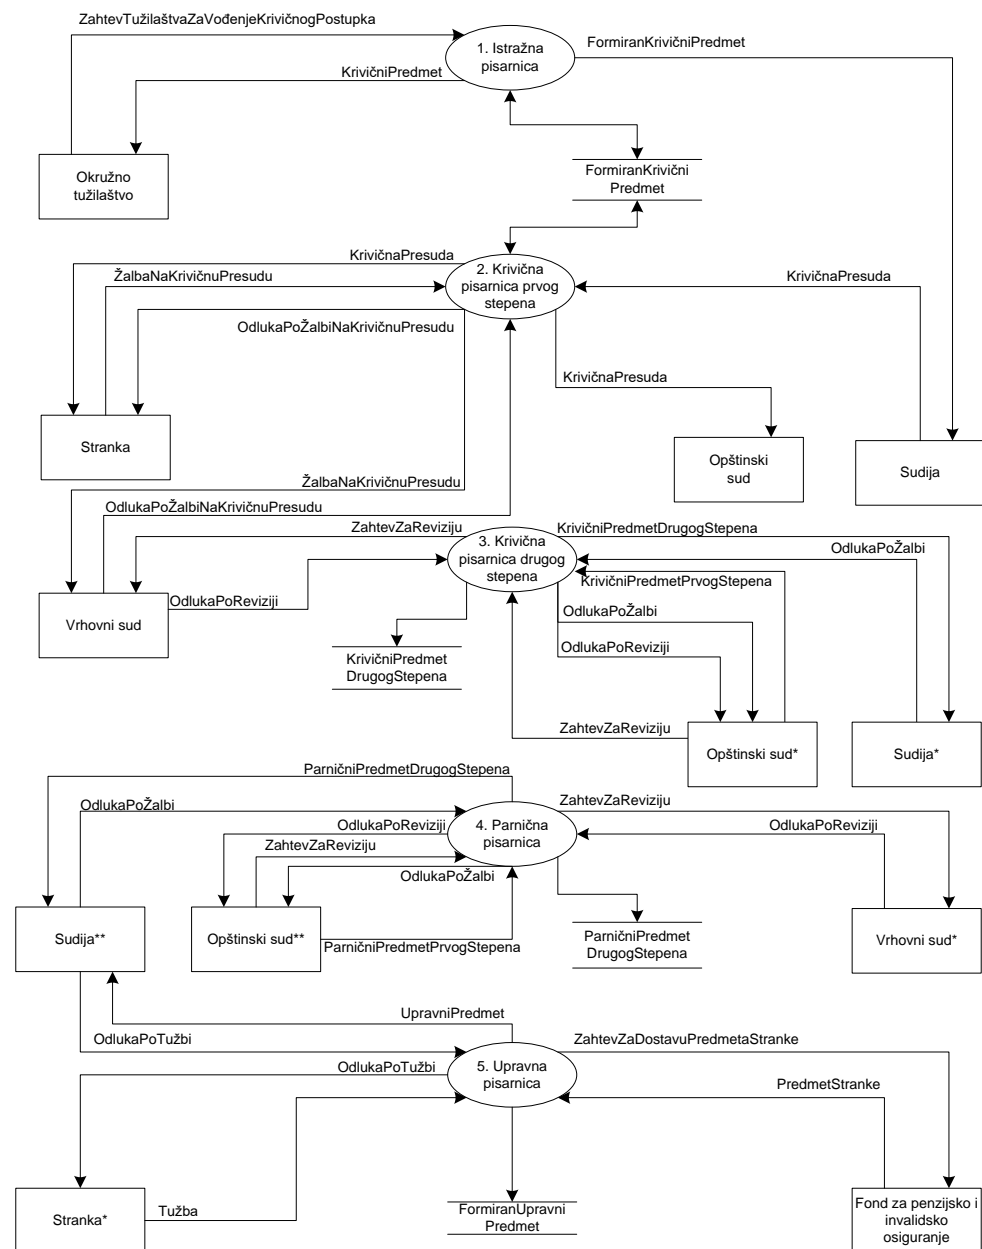 ZahtevTužilaštvaZaVođenjeKrivičnogPostupka
1. Istražna
pisarnica
FormiranKrivičniPredmet
KrivičniPredmet
Okružno
tužilaštvo
FormiranKrivični
Predmet
KrivičnaPresuda
ŽalbaNaKrivičnuPresudu
2. Krivična
pisarnica prvog
stepena
KrivičnaPresuda
OdlukaPoŽalbiNaKrivičnuPresudu
KrivičnaPresuda
Stranka
Opštinski
sud
Sudija
ŽalbaNaKrivičnuPresudu
OdlukaPoŽalbiNaKrivičnuPresudu
ZahtevZaReviziju
KrivičniPredmetDrugogStepena
3. Krivična
pisarnica drugog
stepena
OdlukaPoŽalbi
KrivičniPredmetPrvogStepena
Vrhovni sud
OdlukaPoReviziji
OdlukaPoŽalbi
OdlukaPoReviziji
KrivičniPredmet
DrugogStepena
ZahtevZaReviziju
Opštinski sud*
Sudija*
ParničniPredmetDrugogStepena
OdlukaPoŽalbi
ZahtevZaReviziju
OdlukaPoReviziji
4. Parnična
pisarnica
OdlukaPoReviziji
ZahtevZaReviziju
OdlukaPoŽalbi
Sudija**
Opštinski sud**
ParničniPredmetPrvogStepena
ParničniPredmet
DrugogStepena
Vrhovni sud*
UpravniPredmet
OdlukaPoTužbi
ZahtevZaDostavuPredmetaStranke
OdlukaPoTužbi
5. Upravna
pisarnica
PredmetStranke
Stranka*
Tužba
FormiranUpravni
Predmet
Fond za penzijsko i
invalidsko
osiguranje